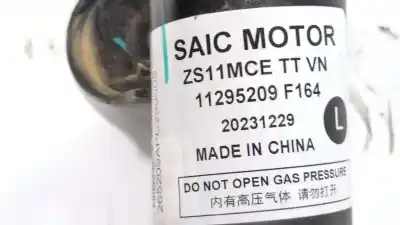 SAIC MOTOR
ZS11MCE TT VN
11295209 F164
20231229
L
MADE IN CHINA
DO NOT OPEN GAS PRESSURE
内有高压气体 请勿打开